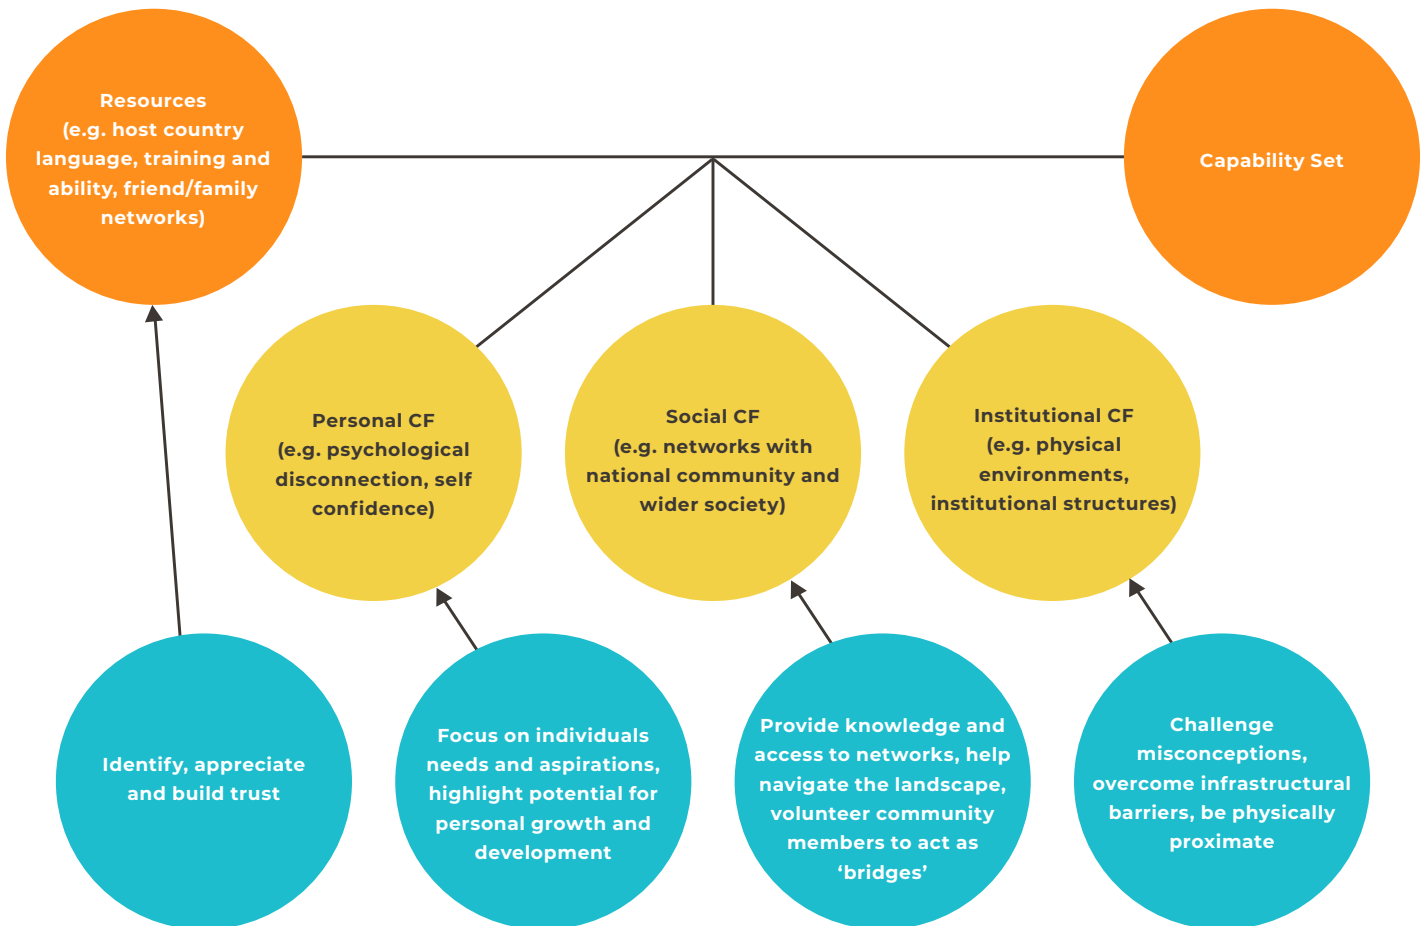 Resources
(e.g. host country
language, training and
ability, friend/family
networks)
Capability Set
Personal CF
(e.g. psychological
disconnection, self
confidence)
Social CF
(e.g. networks with
national community and
wider society)
Institutional CF
(e.g. physical
environments,
institutional structures)
Identify, appreciate
and build trust
Focus on individuals
needs and aspirations,
highlight potential for
personal growth and
development
Provide knowledge and
access to networks, help
navigate the landscape,
volunteer community
members to act as
‘bridges’
Challenge
misconceptions,
overcome infrastructural
barriers, be physically
proximate